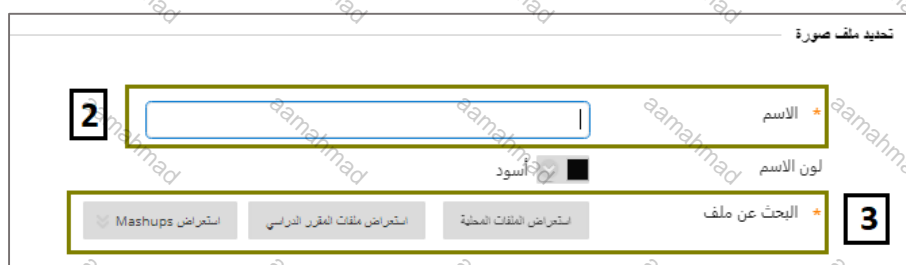 تحديد ملف صورة
* الاسم
2
لون الاسم أسود
* البحث عن ملف
استعراض الملفات المحلية استعراض ملفات المقرر الدراسي استعراض Mashups
3
aamahmad